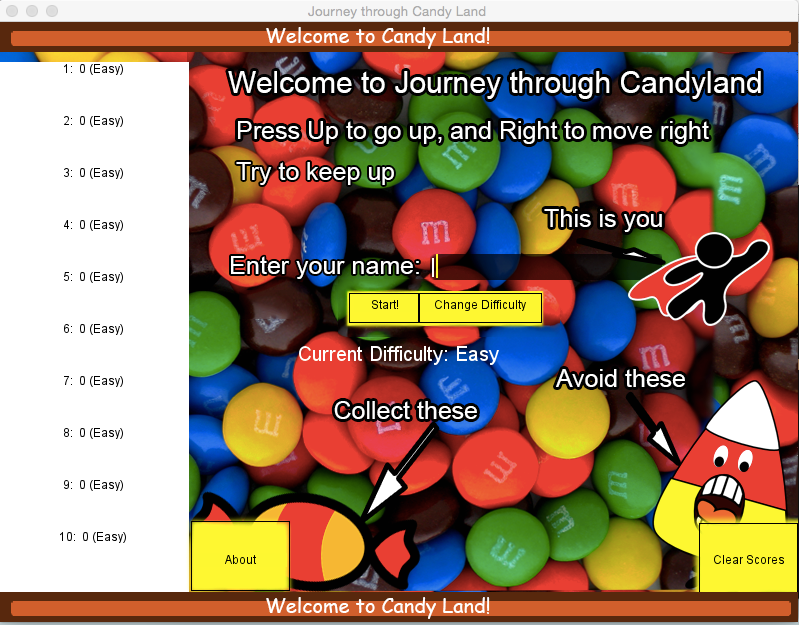 Journey through Candy Land
Welcome to Candy Land!
1: 0 (Easy)
2: 0 (Easy)
3: 0 (Easy)
4: 0 (Easy)
5: 0 (Easy)
6: 0 (Easy)
7: 0 (Easy)
8: 0 (Easy)
9: 0 (Easy)
10: 0 (Easy)
Welcome to Journey through Candyland
Press Up to go up, and Right to move right
Try to keep up
This is you
Enter your name:
Start!
Change Difficulty
Current Difficulty: Easy
Avoid these
Collect these
About
Clear Scores
Welcome to Candy Land!
m
m
m
m
m
m